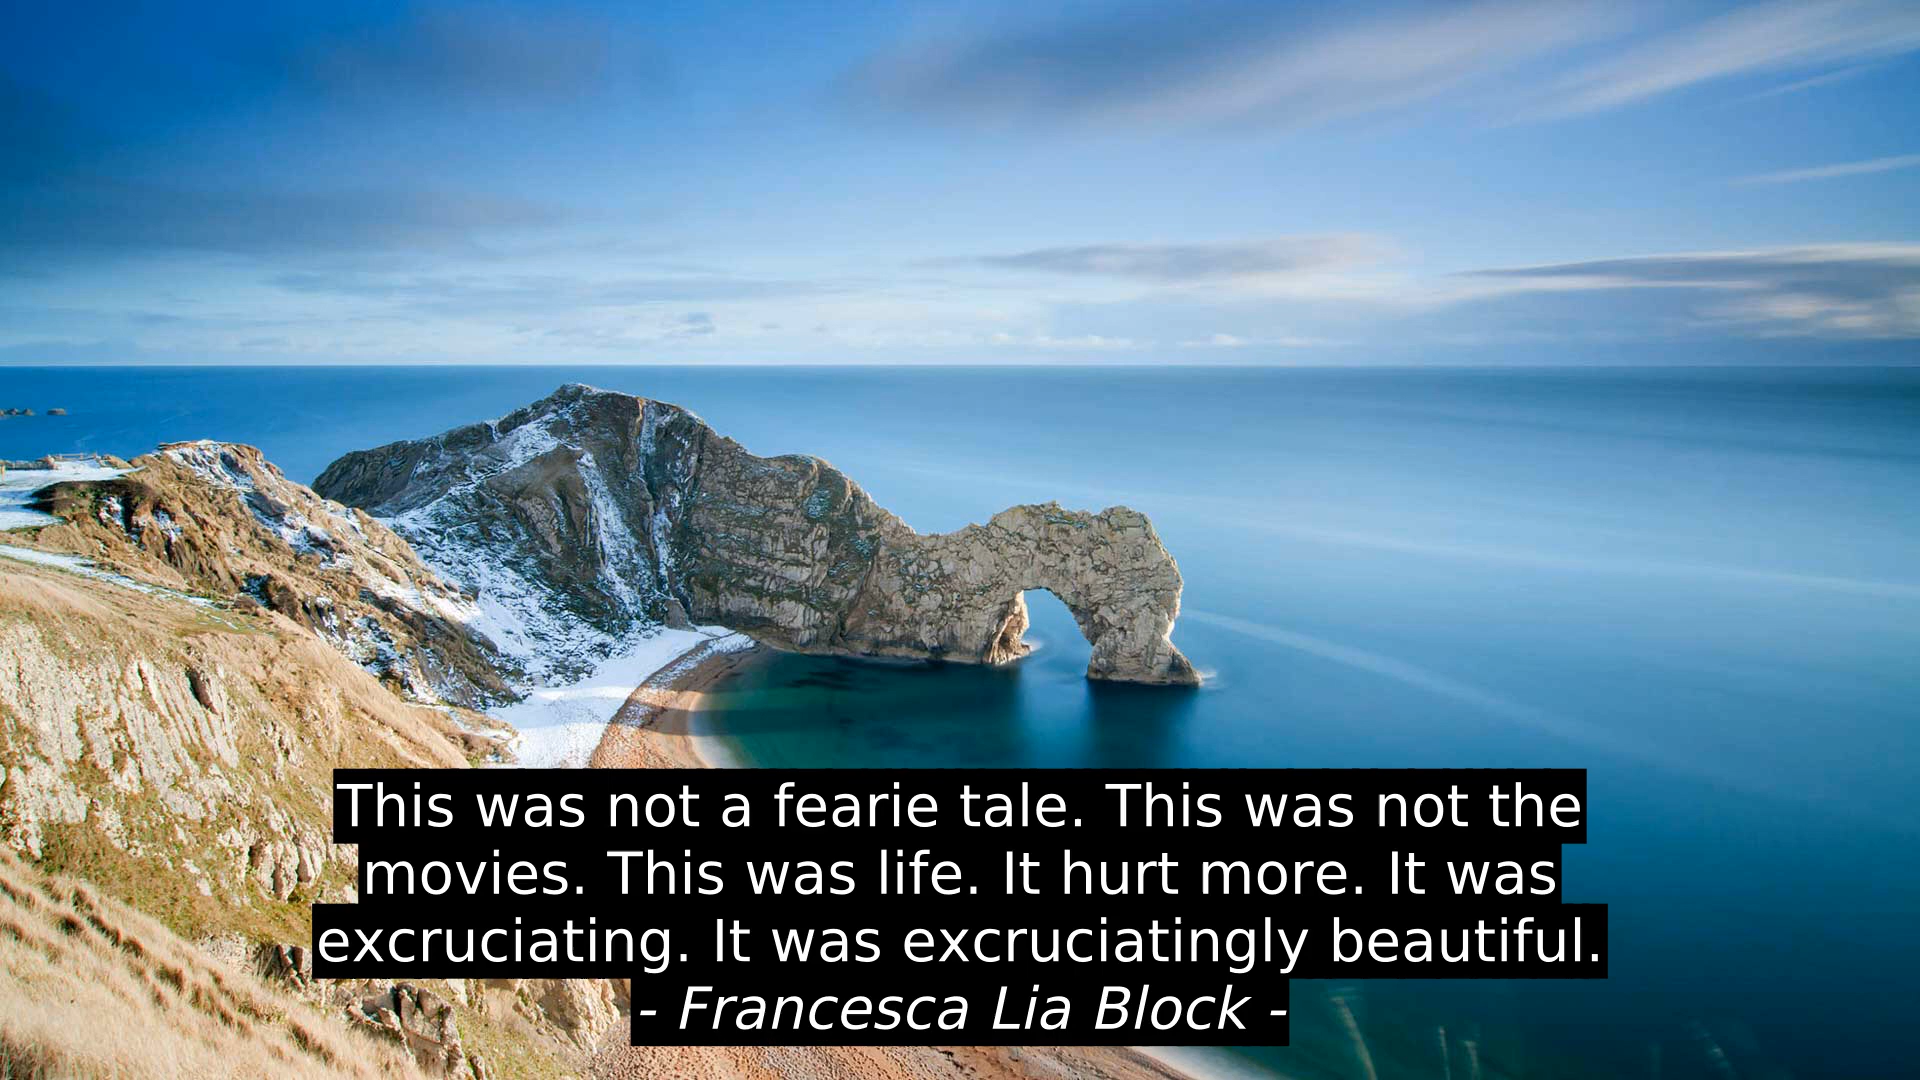 This was not a fearie tale. This was not the
movies. This was life. It hurt more. It was
excruciating. It was excruciatingly beautiful.
- Francesca Lia Block -